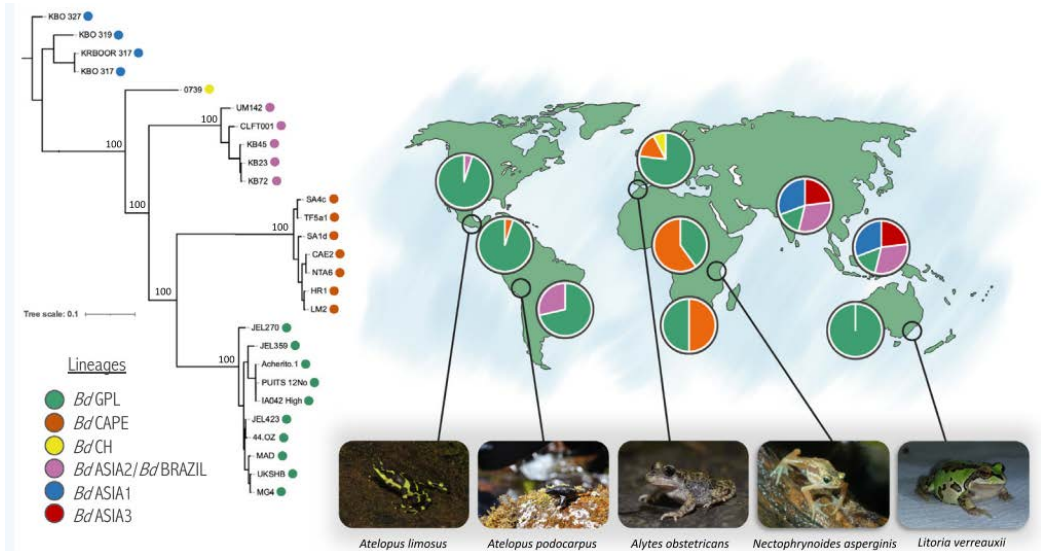 KBO 327
KBO 319
KRBOOR 317
KBO 317
0739
100
UM142
100
CLFT001
100
KB45
KB23
KB72
SA4c
TF5a1
100
SA1d
CAE2
NTA6
100
HR1
LM2
Tree scale: 0.1
JEL270
JEL359
100
Acherito.1
PUITS 12No
IA042 High
JEL423
44.OZ
MAD
UKSHB
MG4
Lineages
Bd GPL
Bd CAPE
Bd CH
Bd ASIA2/Bd BRAZIL
Bd ASIA1
Bd ASIA3
Atelopus limosus
Atelopus podocarpus
Alytes obstetricans
Nectophrynoides asperginis
Litoria verreauxii